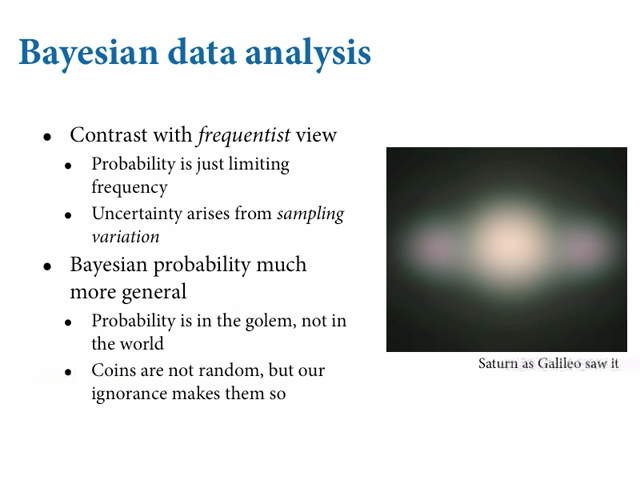 Bayesian data analysis
• Contrast with frequentist view
• Probability is just limiting
frequency
• Uncertainty arises from sampling
variation
• Bayesian probability much
more general
• Probability is in the golem, not in
the world
• Coins are not random, but our
ignorance makes them so
Saturn as Galileo saw it